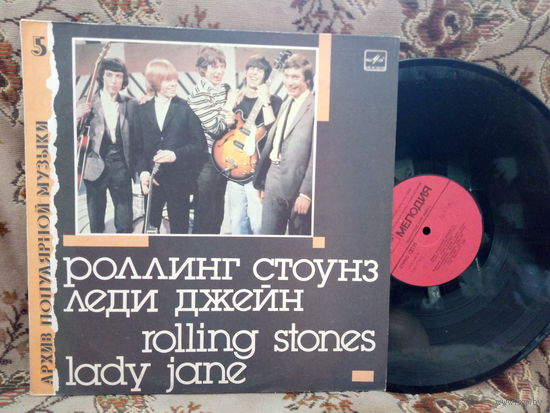 5
АРХИВ ПОПУЛЯРНОЙ МУЗЫКИ
роллинг стоунз
леди джейн
rolling stones
lady jane
МЕЛОДИЯ